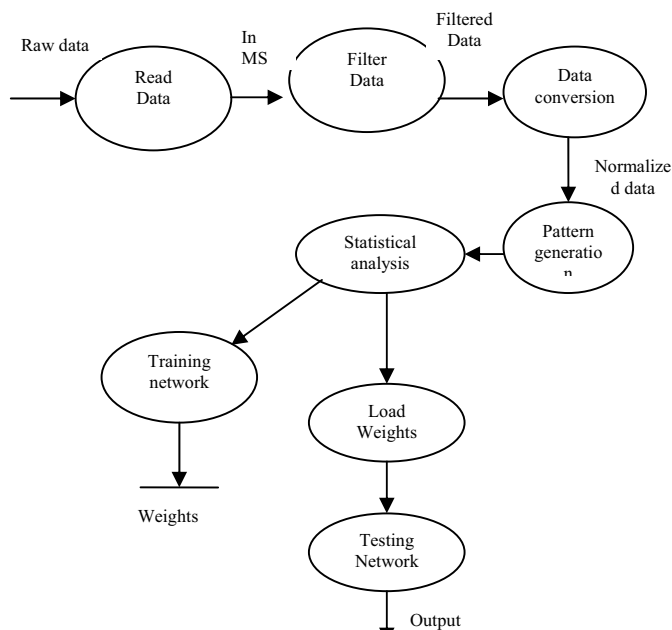 Raw data
Read
Data
In
MS
Filter
Data
Filtered
Data
Data
conversion
Normalize
d data
Pattern
generatio
n
Statistical
analysis
Training
network
Weights
Load
Weights
Testing
Network
Output